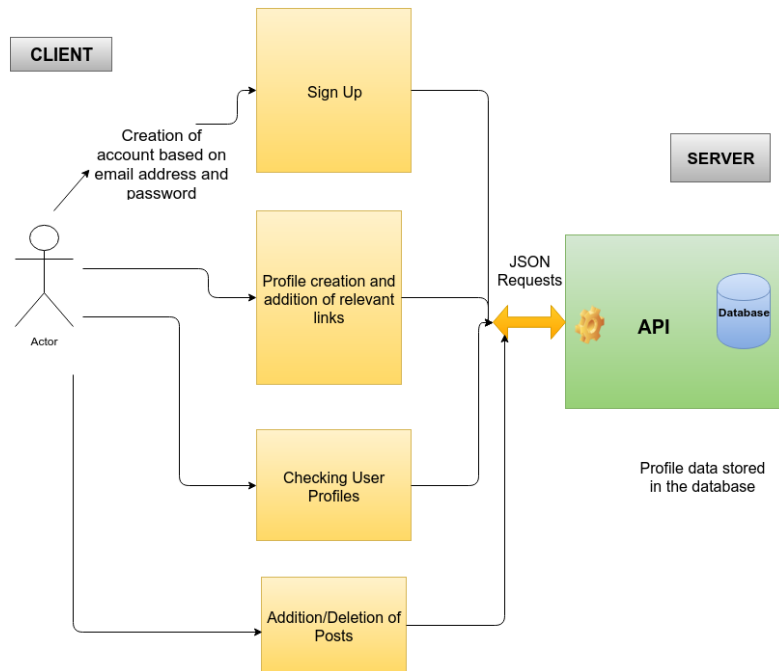 CLIENT
Sign Up
Creation of
account based on
email address and
password
SERVER
Profile creation and
addition of relevant
links
JSON
Requests
API
Database
Actor
Checking User
Profiles
Profile data stored
in the database
Addition/Deletion of
Posts